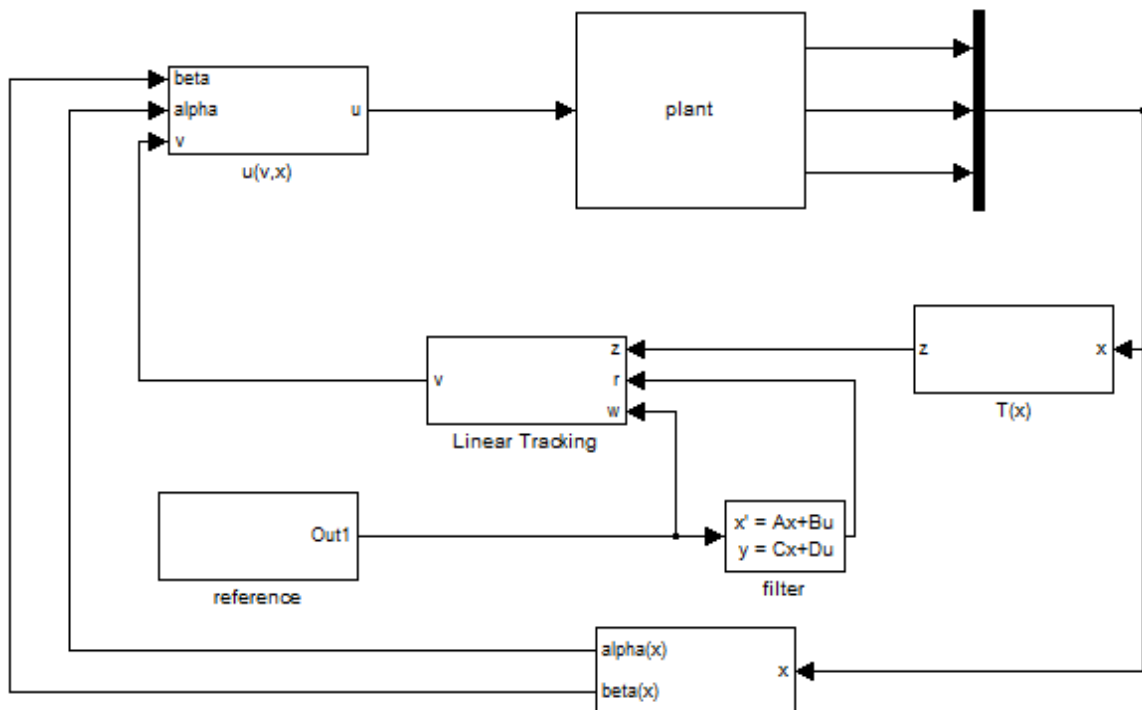 beta
alpha
v
u
u(v,x)
plant
z
r
w
v
Linear Tracking
z
x
T(x)
Out1
reference
x' = Ax+Bu
y = Cx+Du
filter
alpha(x)
beta(x)
x